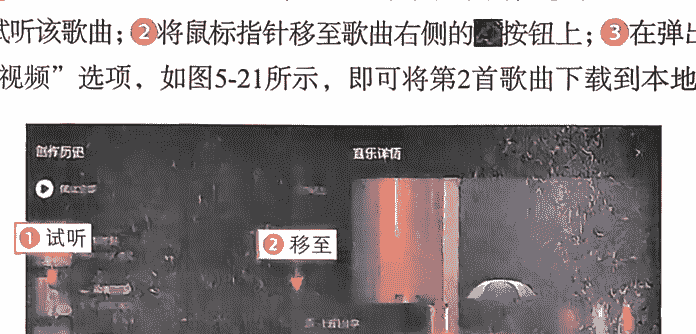 试听该歌曲；❷将鼠标指针移至歌曲右侧的按钮上；❸在弹出
视频”选项，如图5-21所示，即可将第2首歌曲下载到本地
创作历史
音乐详情
❶试听
❷移至